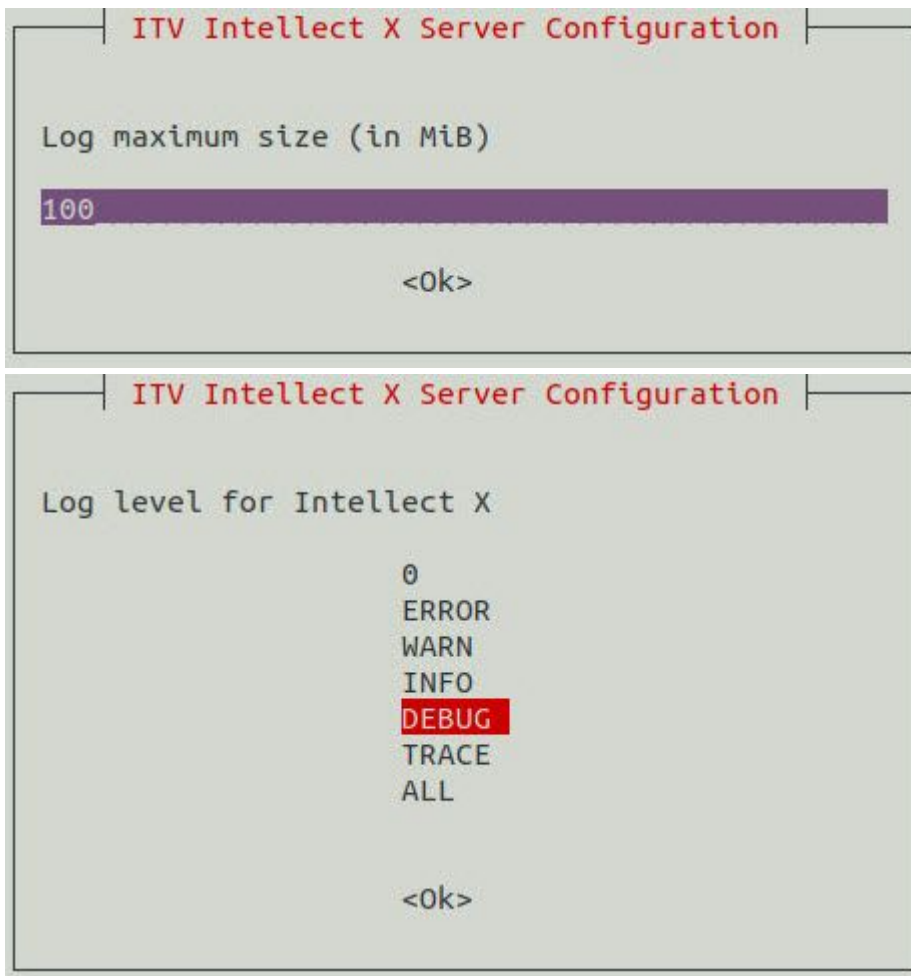 ITV Intellect X Server Configuration
Log maximum size (in MiB)
100
<Ok>
ITV Intellect X Server Configuration
Log level for Intellect X
0
ERROR
WARN
INFO
DEBUG
TRACE
ALL
<Ok>